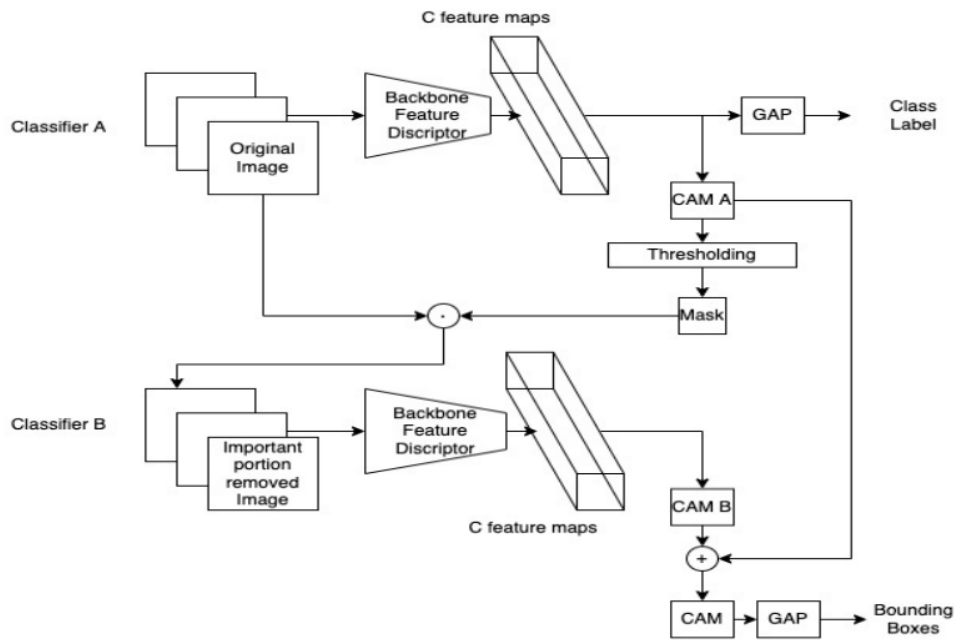 C feature maps
Classifier A
Original
Image
Backbone
Feature
Discriptor
GAP
Class
Label
CAM A
Thresholding
Mask
·
Classifier B
Important
portion
removed
Image
Backbone
Feature
Discriptor
C feature maps
CAM B
+
CAM
GAP
Bounding
Boxes